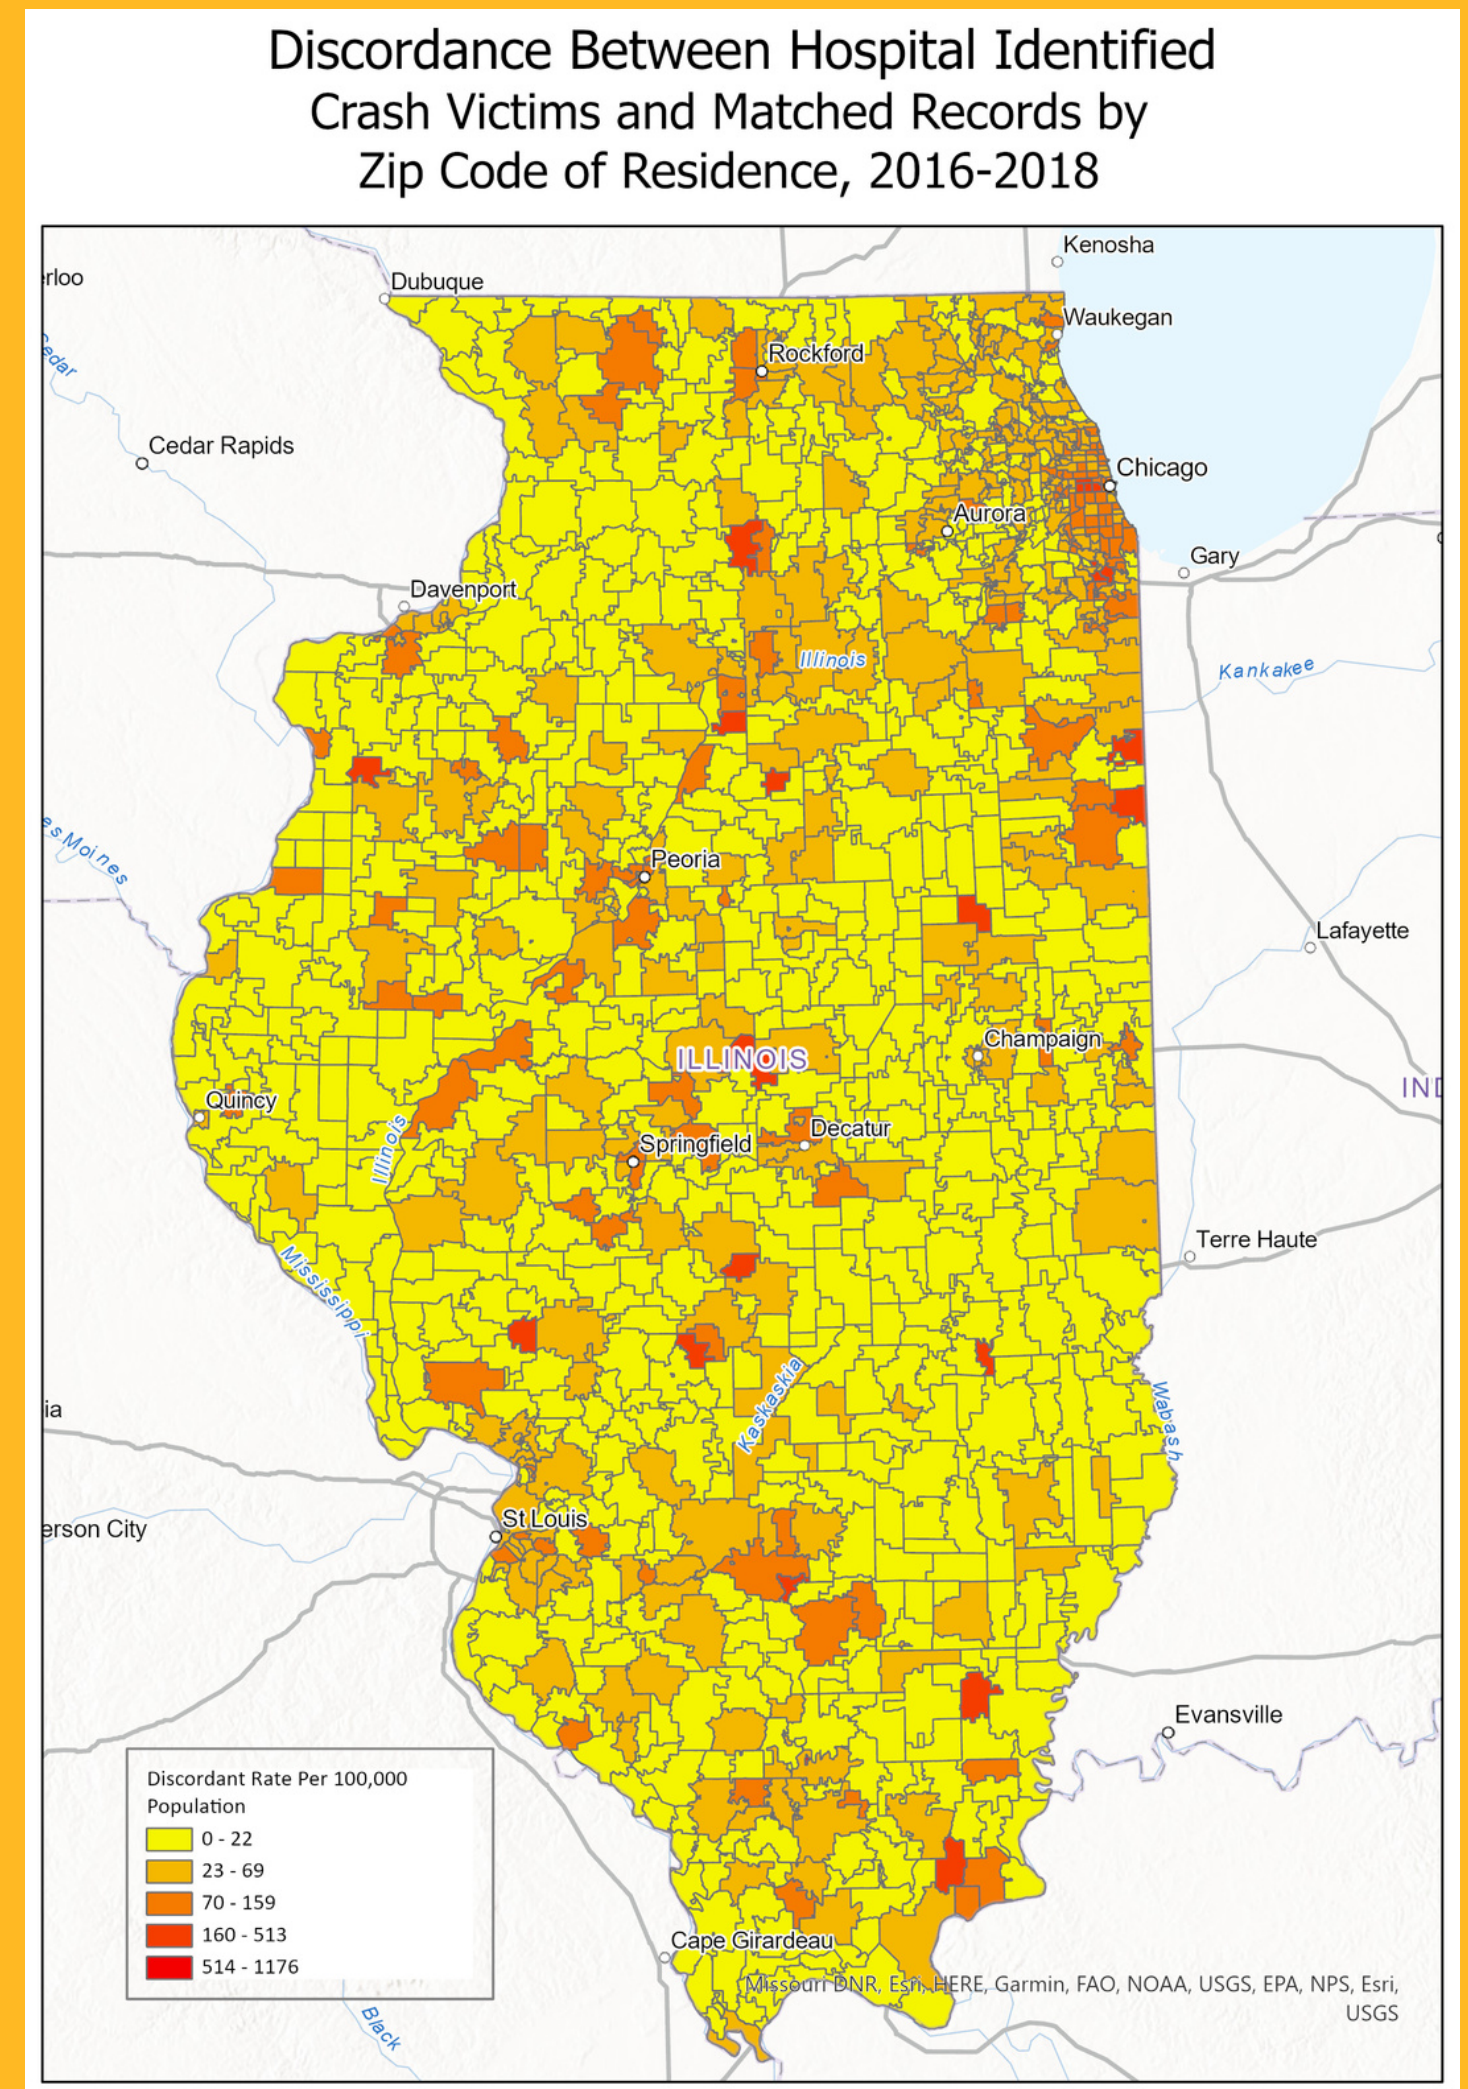 Discordance Between Hospital Identified
Crash Victims and Matched Records by
Zip Code of Residence, 2016-2018
Kenosha
erloo
Dubuque
Waukegan
Rockford
Cedar
Cedar Rapids
Chicago
Aurora
Gary
Davenport
Illinois
Kankakee
es Moines
Peoria
Lafayette
Champaign
ILLINOIS
IND
Quincy
Decatur
Illinois
Springfield
Terre Haute
Mississippi
Kaskaskia
Wabash
ia
St Louis
erson City
Evansville
Discordant Rate Per 100,000
Population
0 - 22
23 - 69
70 - 159
160 - 513
514 - 1176
Cape Girardeau
Missouri DNR, Esri, HERE, Garmin, FAO, NOAA, USGS, EPA, NPS, Esri,
USGS
Black